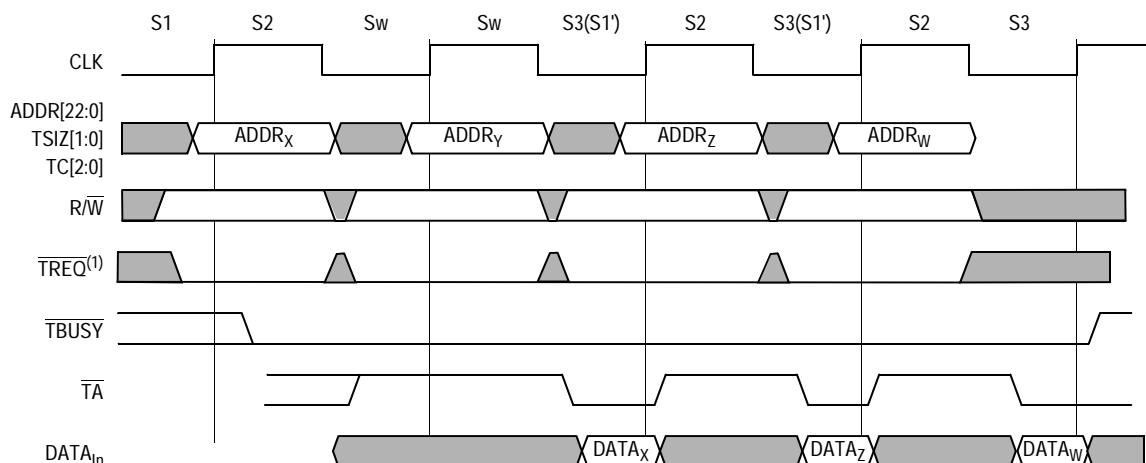 S1 S2 Sw Sw S3(S1') S2 S3(S1') S2 S3
CLK
ADDR[22:0]
TSIZ[1:0]
TC[2:0]
ADDRX ADDRY ADDRZ ADDRW
R/W
TREQ(1)
TBUSY
TA
DATAIn
DATAX DATAZ DATAW